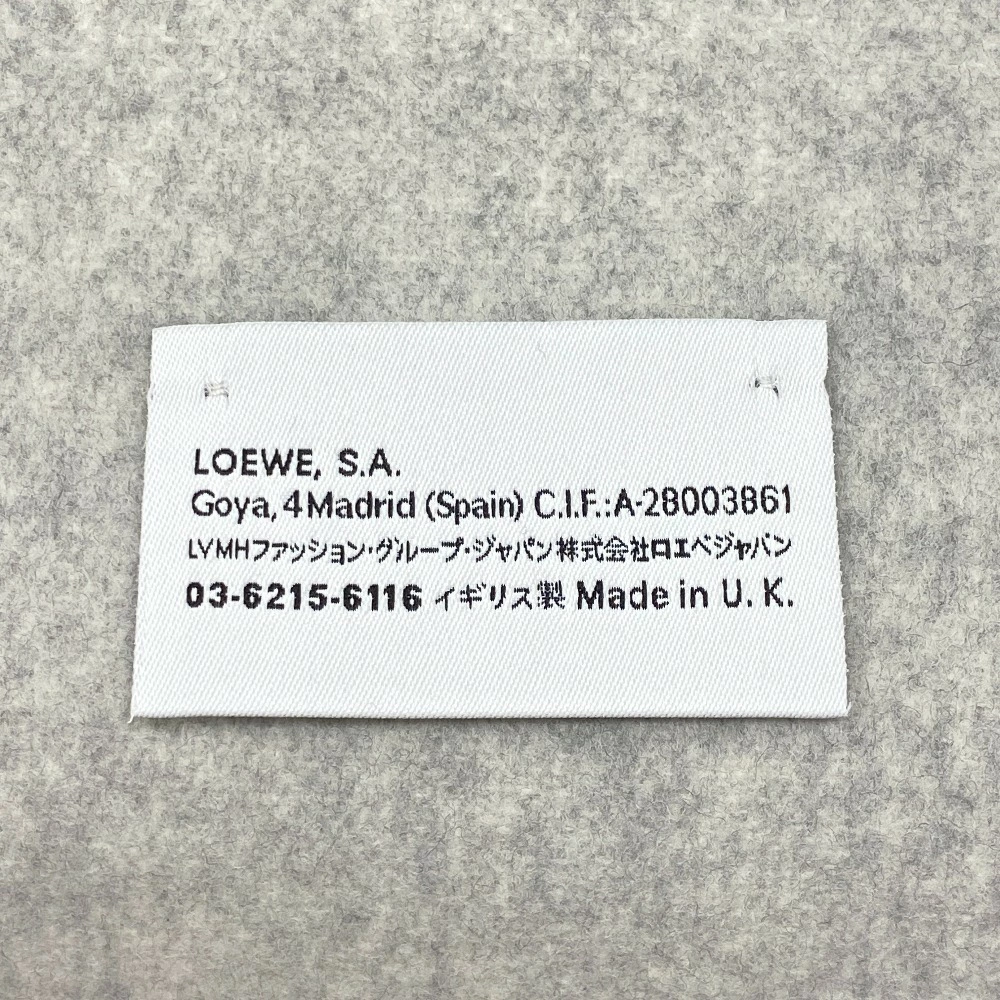 LOEWE, S.A.
Goya, 4 Madrid (Spain) C.I.F.: A-28003861
LVMHファッション・グループ・ジャパン株式会社ロエベジャパン
03-6215-6116 イギリス製 Made in U. K.